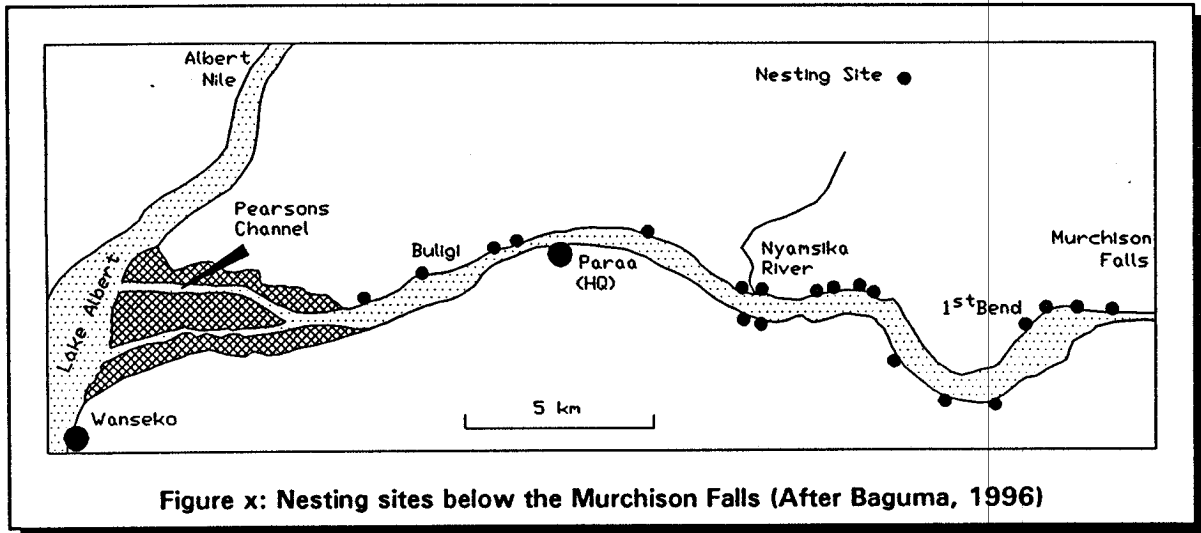 Albert
Nile
Nesting Site
Pearsons
Channel
Buligi
Paraa
(HQ)
Nyamsika
River
Murchison
Falls
1st Bend
Lake Albert
Wanseko
5 km
Figure x: Nesting sites below the Murchison Falls (After Baguma, 1996)